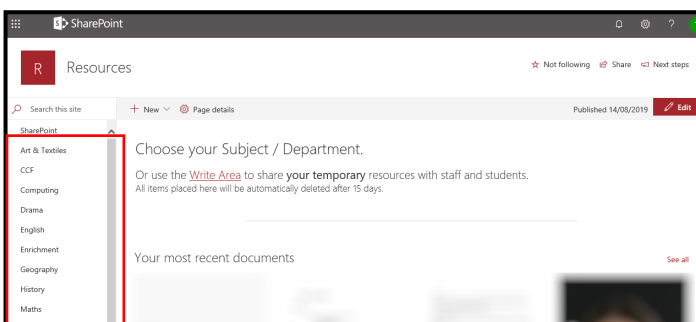 S SharePoint
?
R Resources
Not following Share Next steps
Search this site
New Page details
Published 14/08/2019 Edit
SharePoint
Art & Textiles
CCF
Computing
Drama
English
Enrichment
Geography
History
Maths
Choose your Subject / Department.
Or use the Write Area to share your temporary resources with staff and students.
All items placed here will be automatically deleted after 15 days.
Your most recent documents
See all